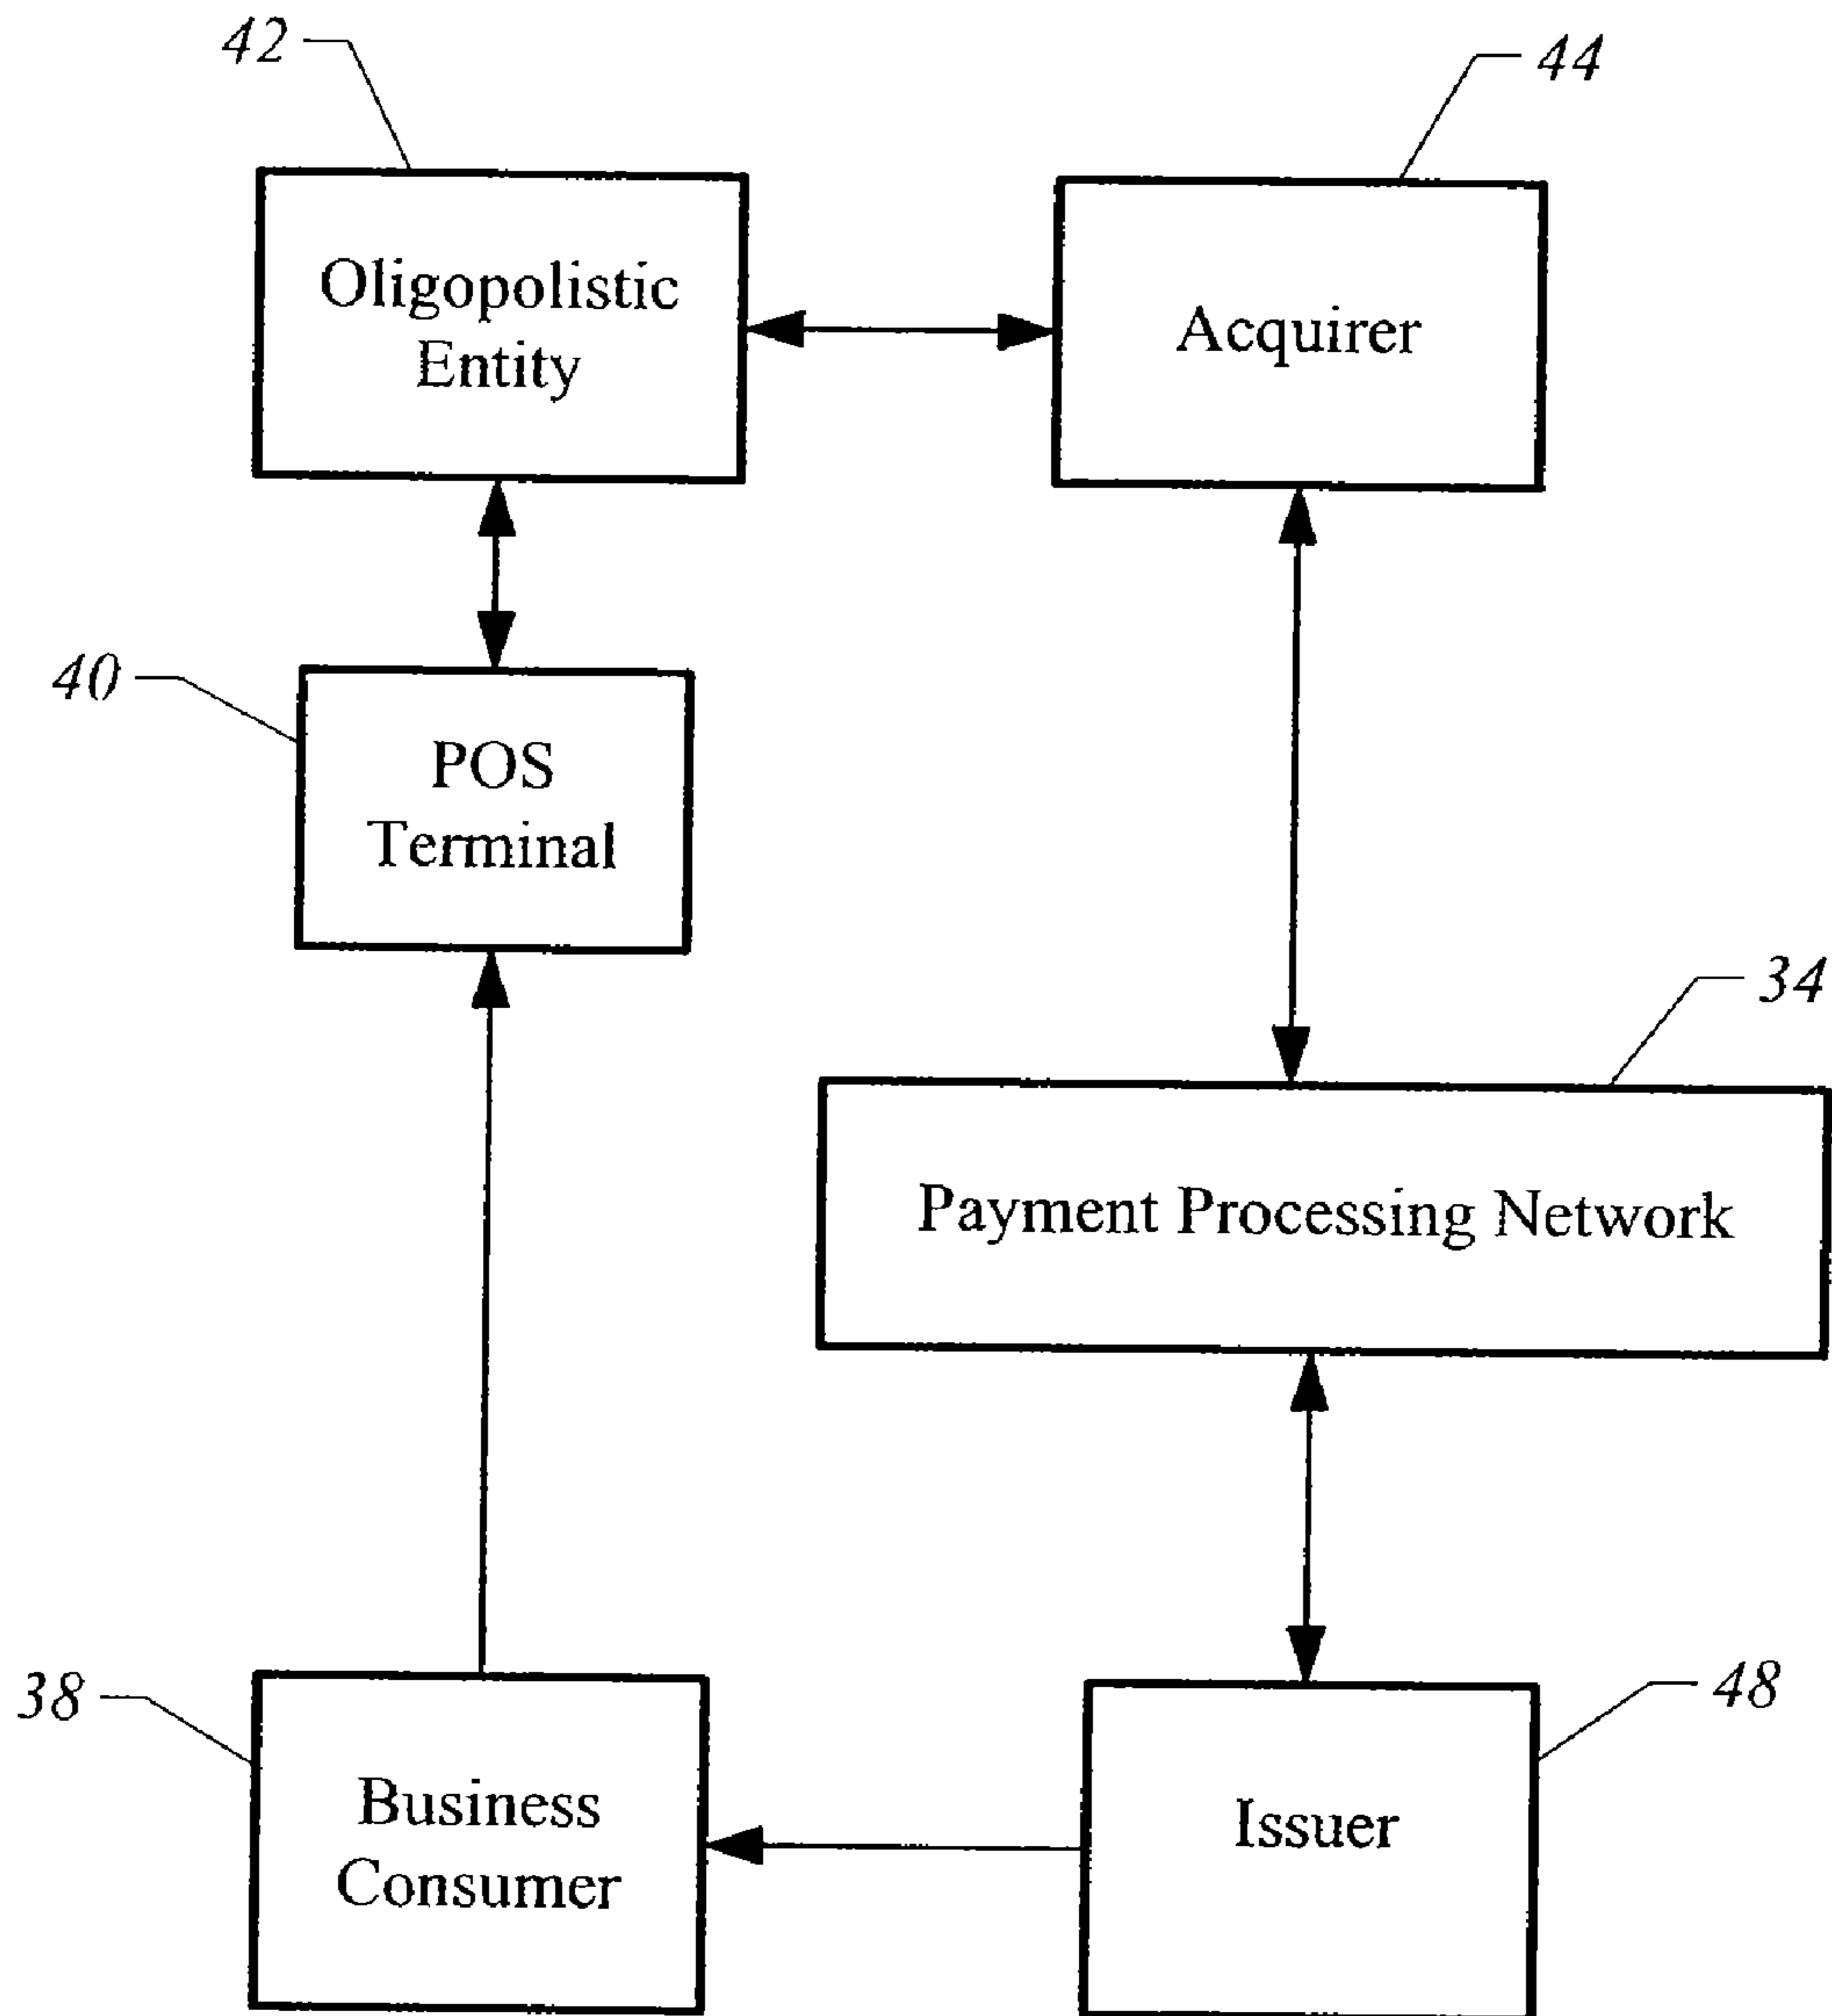 42
44
Oligopolistic
Entity
Acquirer
40
POS
Terminal
34
Payment Processing Network
38
48
Business
Consumer
Issuer